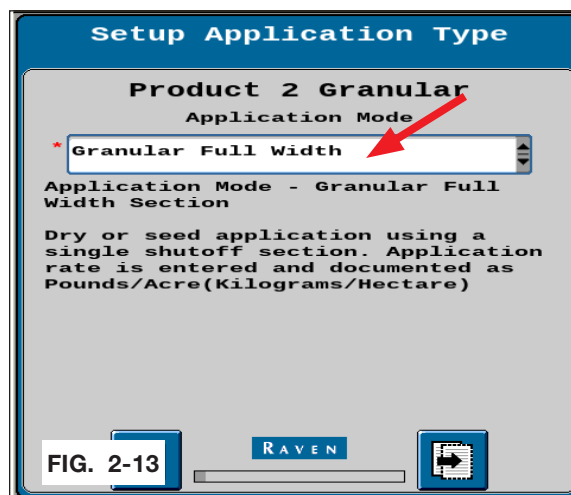 Setup Application Type
Product 2 Granular
Application Mode
* Granular Full Width
Application Mode - Granular Full
Width Section
Dry or seed application using a
single shutoff section. Application
rate is entered and documented as
Pounds/Acre(Kilograms/Hectare)
RAVEN
FIG. 2-13